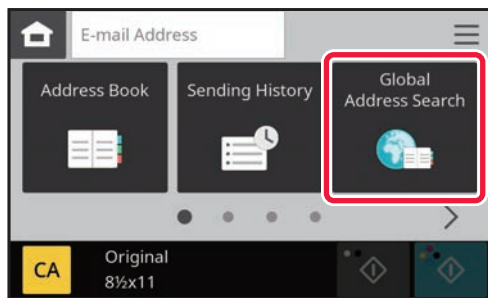 E-mail Address
Address Book
Sending History
Global
Address Search
CA
Original
8½x11